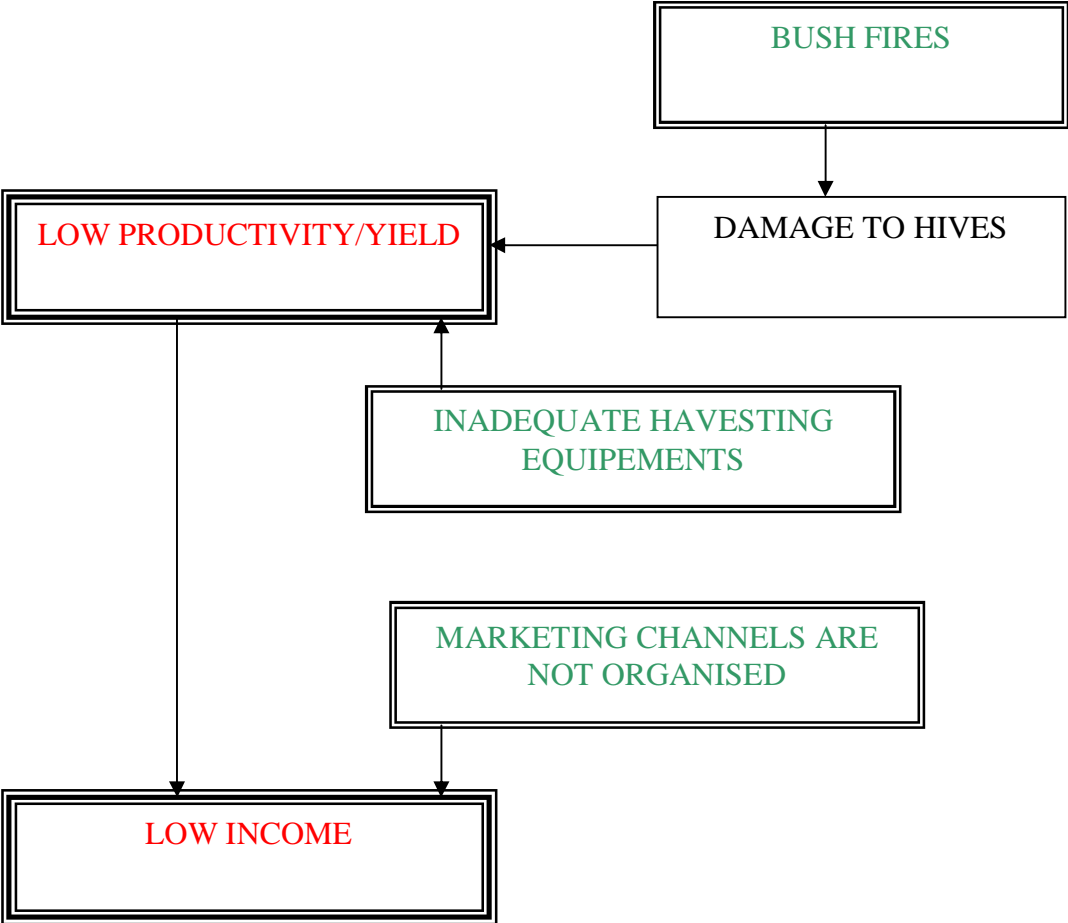 BUSH FIRES
LOW PRODUCTIVITY/YIELD
DAMAGE TO HIVES
INADEQUATE HAVESTING
EQUIPEMENTS
MARKETING CHANNELS ARE
NOT ORGANISED
LOW INCOME